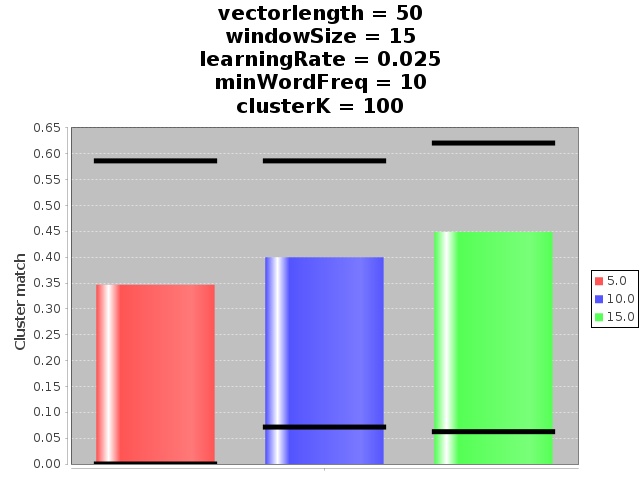 vectorlength = 50
windowSize = 15
learningRate = 0.025
minWordFreq = 10
clusterK = 100
0.65
0.60
0.55
0.50
0.45
0.40
0.35
0.30
0.25
0.20
0.15
0.10
0.05
0.00
Cluster match
5.0
10.0
15.0